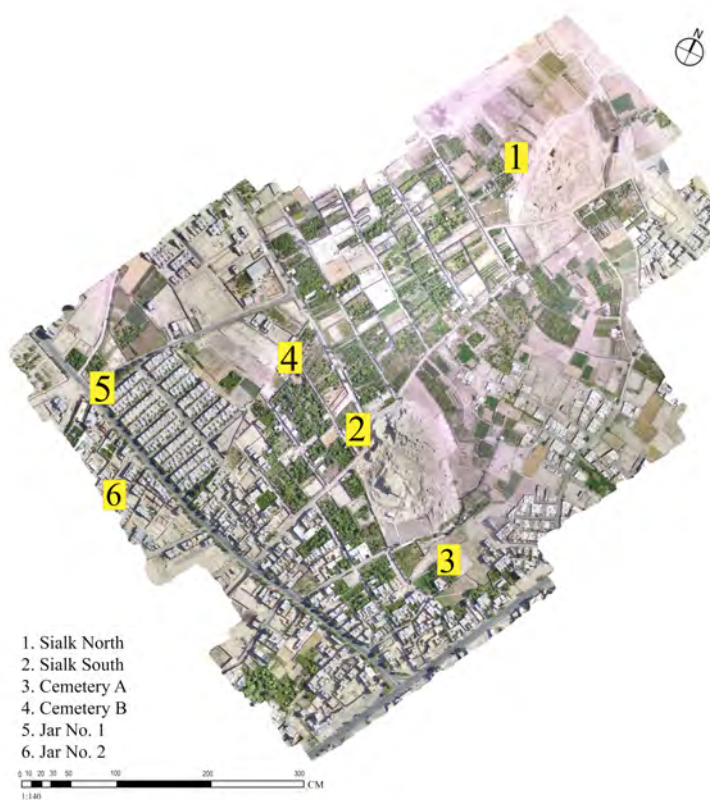 N
1
4
5
2
6
3
1. Sialk North
2. Sialk South
3. Cemetery A
4. Cemetery B
5. Jar No. 1
6. Jar No. 2
0 10 20 30 50 100 200 300
CM
1:140